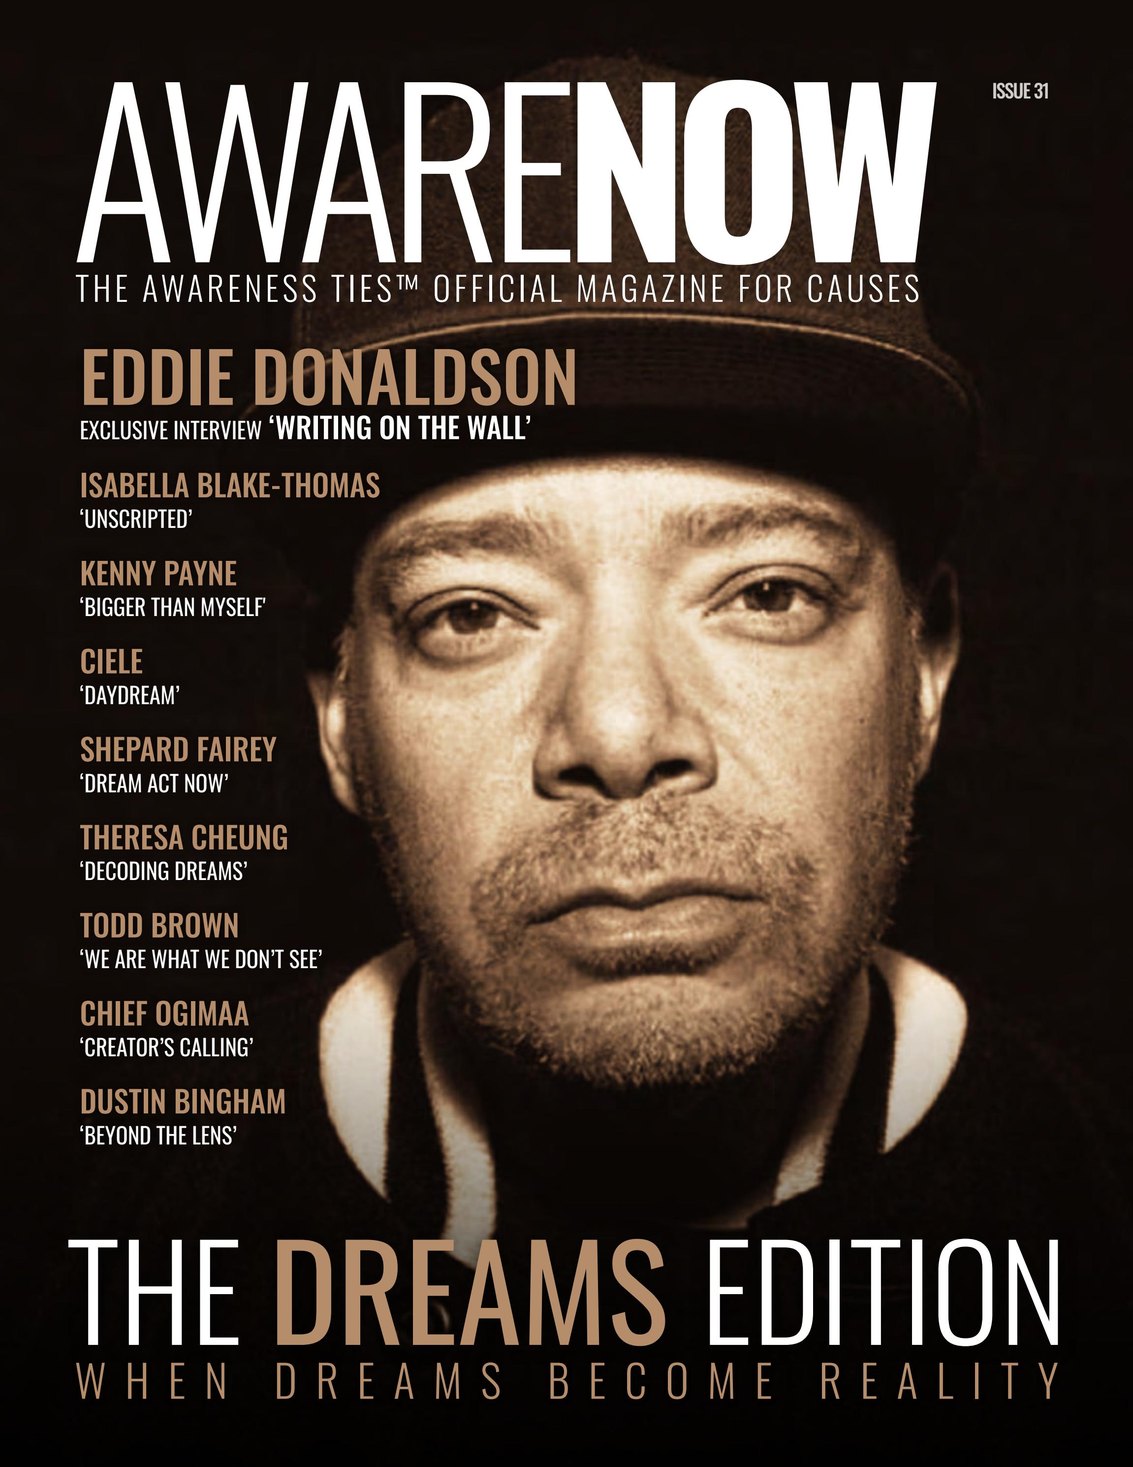 AWARENOW
ISSUE 31
THE AWARENESS TIES™ OFFICIAL MAGAZINE FOR CAUSES
EDDIE DONALDSON
EXCLUSIVE INTERVIEW ‘WRITING ON THE WALL’
ISABELLA BLAKE-THOMAS
‘UNSCRIPTED’
KENNY PAYNE
‘BIGGER THAN MYSELF'
CIELE
‘DAYDREAM’
SHEPARD FAIREY
‘DREAM ACT NOW’
THERESA CHEUNG
‘DECODING DREAMS’
TODD BROWN
‘WE ARE WHAT WE DON’T SEE’
CHIEF OGIMAA
‘CREATOR’S CALLING’
DUSTIN BINGHAM
‘BEYOND THE LENS’
THE DREAMS EDITION
WHEN DREAMS BECOME REALITY